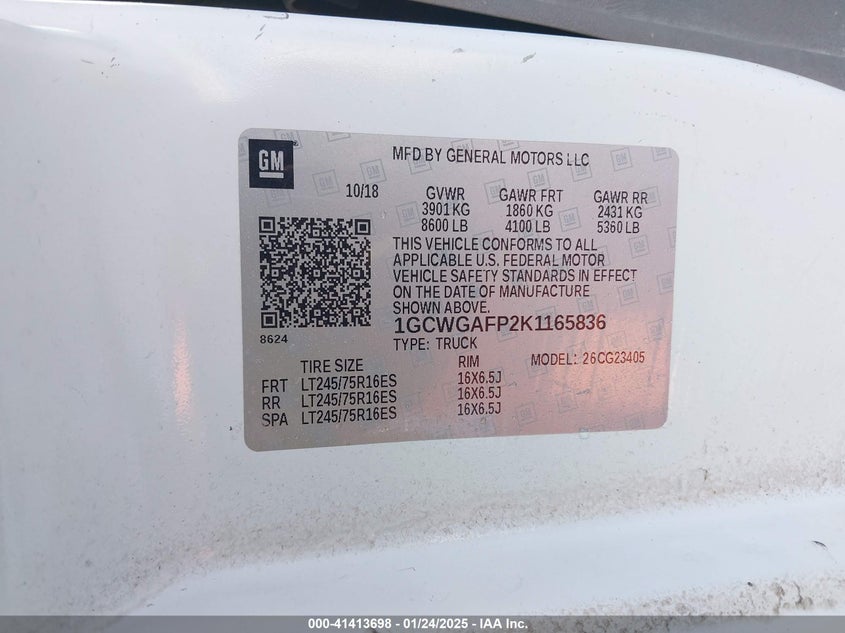 GM
MFD BY GENERAL MOTORS LLC
10/18 GVWR GAWR FRT GAWR RR
3901 KG 1860 KG 2431 KG
8600 LB 4100 LB 5360 LB
THIS VEHICLE CONFORMS TO ALL
APPLICABLE U.S. FEDERAL MOTOR
VEHICLE SAFETY STANDARDS IN EFFECT
ON THE DATE OF MANUFACTURE
SHOWN ABOVE.
1GCWGAFP2K1165836
8624
TYPE: TRUCK
TIRE SIZE RIM MODEL: 26CG23405
FRT LT245/75R16ES 16X6.5J
RR LT245/75R16ES 16X6.5J
SPA LT245/75R16ES 16X6.5J
000-41413698 - 01/24/2025 - IAA Inc.